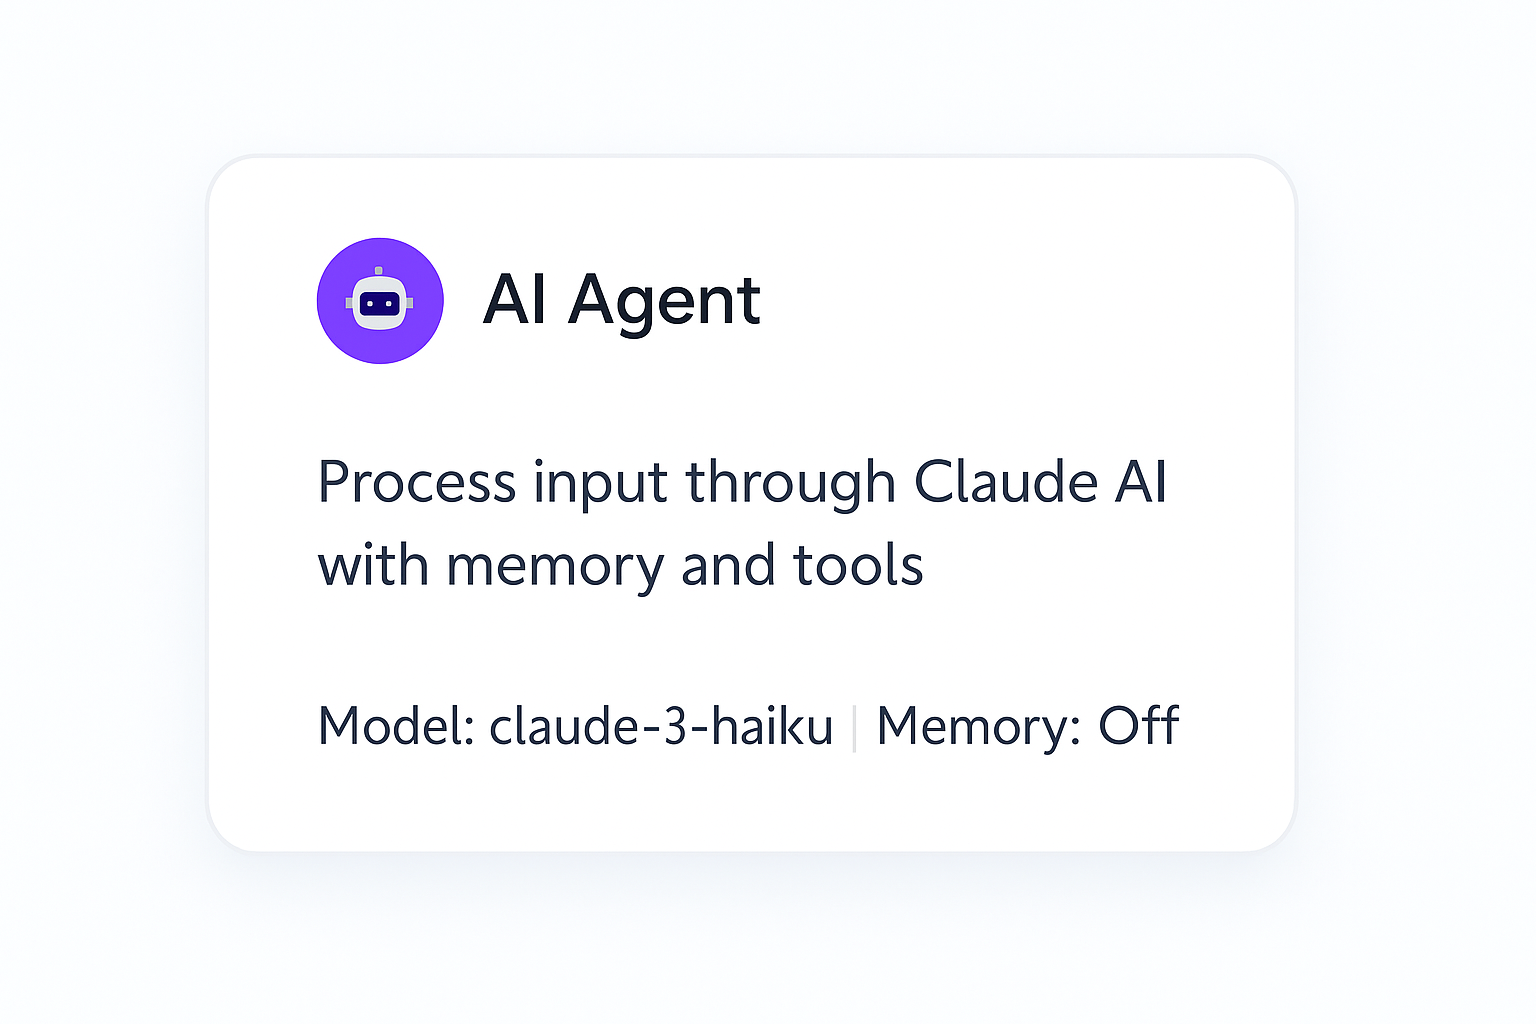 AI Agent
Process input through Claude AI
with memory and tools
Model: claude-3-haiku | Memory: Off